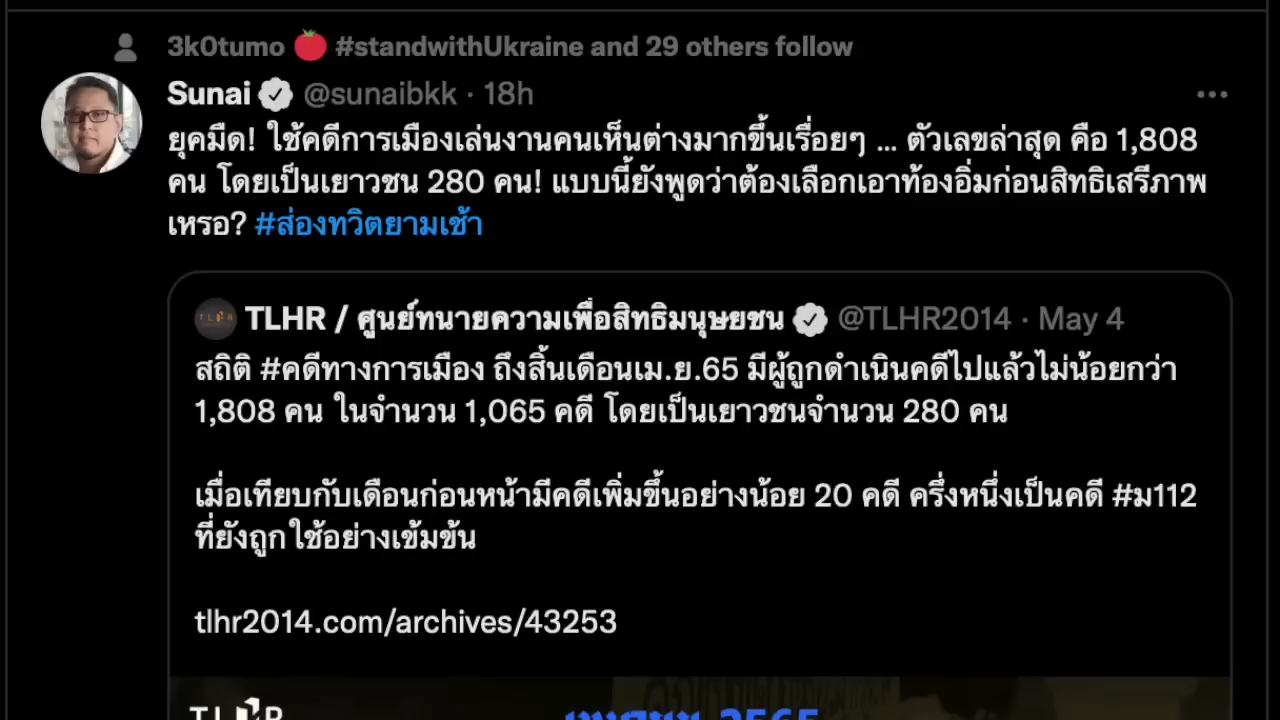 3k0tumo 🍅 #standwithUkraine and 29 others follow
Sunai @sunaibkk · 18h
ยุคมืด! ใช้คดีการเมืองเล่นงานคนเห็นต่างมากขึ้นเรื่อยๆ ... ตัวเลขล่าสุด คือ 1,808
คน โดยเป็นเยาวชน 280 คน! แบบนี้ยังพูดว่าต้องเลือกเอาท้องอิ่มก่อนสิทธิเสรีภาพ
เหรอ? #ส่องทวิตยามเช้า
TLHR / ศูนย์ทนายความเพื่อสิทธิมนุษยชน @TLHR2014 · May 4
สถิติ #คดีทางการเมือง ถึงสิ้นเดือนเม.ย.65 มีผู้ถูกดำเนินคดีไปแล้วไม่น้อยกว่า
1,808 คน ในจำนวน 1,065 คดี โดยเป็นเยาวชนจำนวน 280 คน
เมื่อเทียบกับเดือนก่อนหน้ามีคดีเพิ่มขึ้นอย่างน้อย 20 คดี ครึ่งหนึ่งเป็นคดี #ม112
ที่ยังถูกใช้อย่างเข้มข้น
tlhr2014.com/archives/43253
TLHR
เมษายน 2565